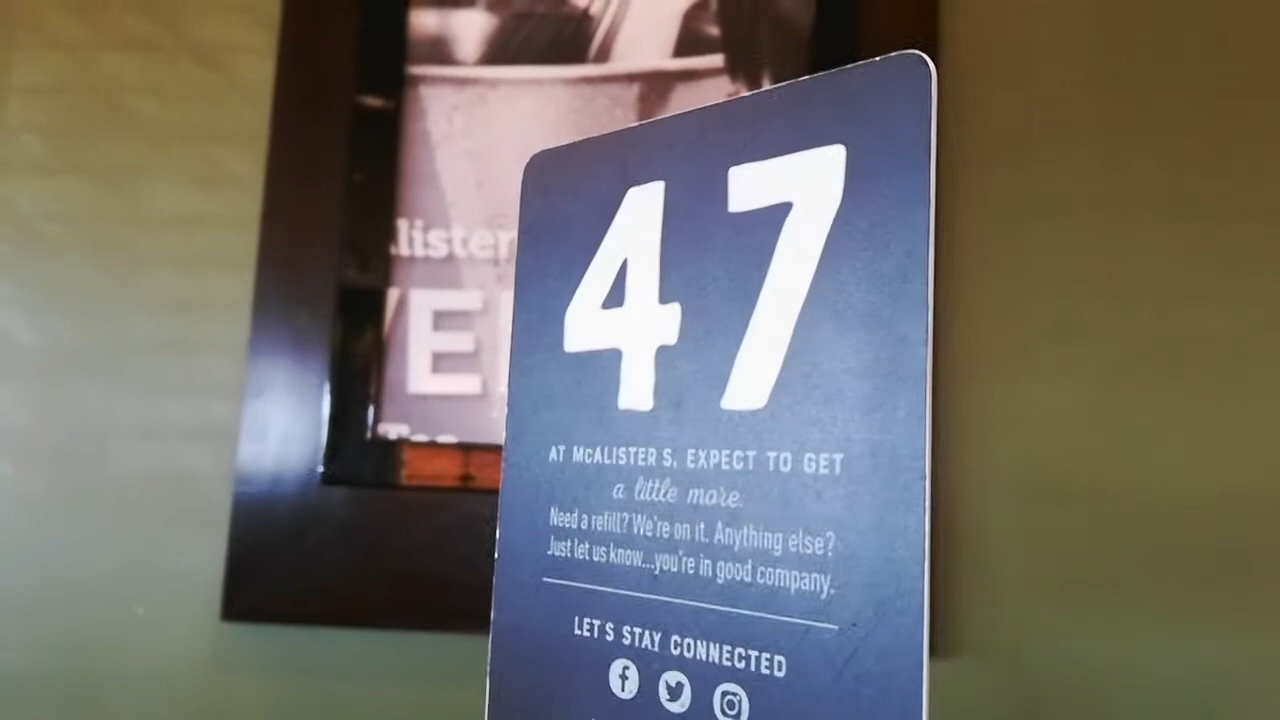 lister
E
47
AT McALISTER'S, EXPECT TO GET
a little more.
Need a refill? We're on it. Anything else?
Just let us know...you're in good company.
LET'S STAY CONNECTED